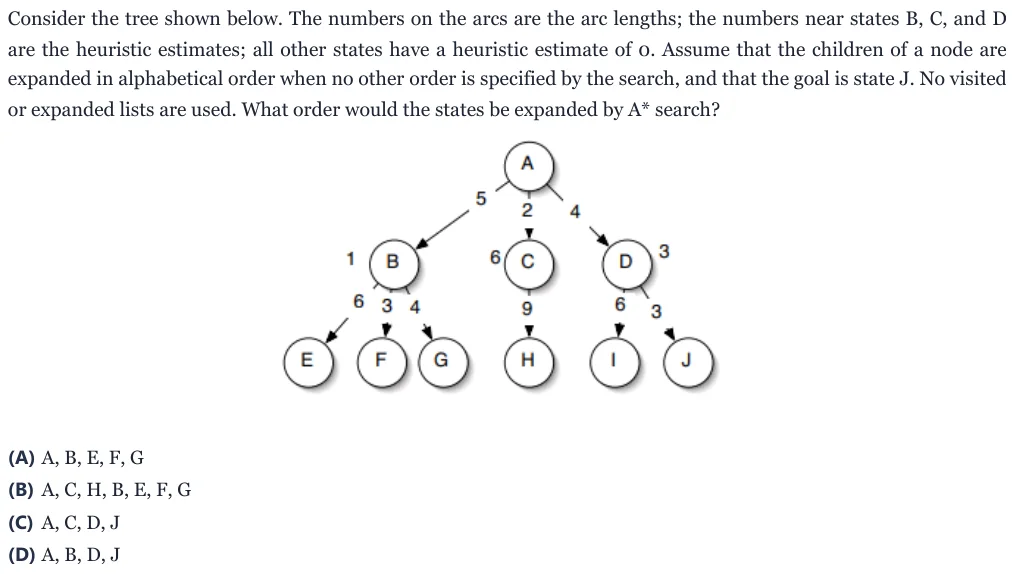 Consider the tree shown below. The numbers on the arcs are the arc lengths; the numbers near states B, C, and D
are the heuristic estimates; all other states have a heuristic estimate of 0. Assume that the children of a node are
expanded in alphabetical order when no other order is specified by the search, and that the goal is state J. No visited
or expanded lists are used. What order would the states be expanded by A* search?
A
5 2 4
1 B 6 C D 3
6 3 4 9 6 3
E F G H I J
(A) A, B, E, F, G
(B) A, C, H, B, E, F, G
(C) A, C, D, J
(D) A, B, D, J